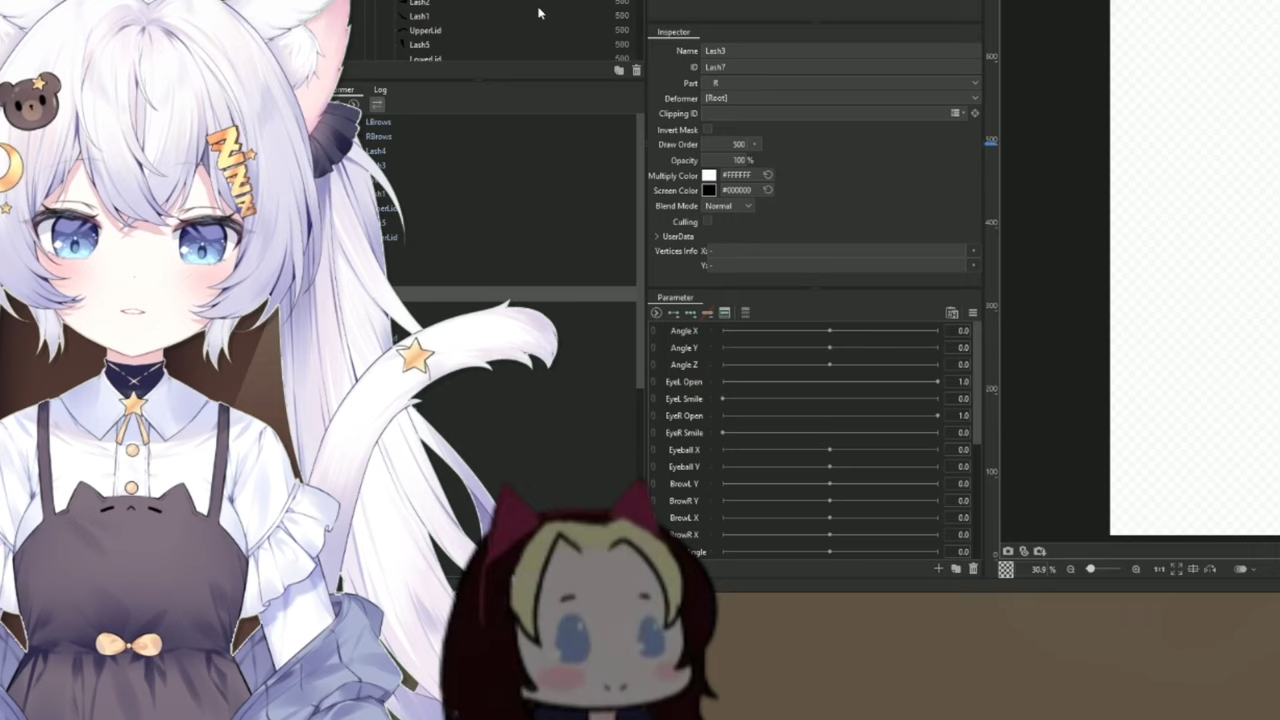 Lash2 500
Lash1 500
UpperLid 500
Lash5 500
LowerLid 500
Log
LBrows
RBrows
Lash4
Inspector
Name Lash3
ID Lash7
Part R
Deformer [Root]
Clipping ID
Invert Mask
Draw Order 500
Opacity 100 %
Multiply Color #FFFFFF
Screen Color #000000
Blend Mode Normal
Culling
UserData
Vertices Info X: -
Y: -
Parameter
Angle X 0.0
Angle Y 0.0
Angle Z 0.0
EyeL Open 1.0
EyeL Smile 0.0
EyeR Open 1.0
EyeR Smile 0.0
Eyeball X 0.0
Eyeball Y 0.0
BrowL Y 0.0
BrowR Y 0.0
BrowL X 0.0
BrowR X 0.0
0.0
600
500
400
300
200
100
0
30.9 %
1:1
ZZZ